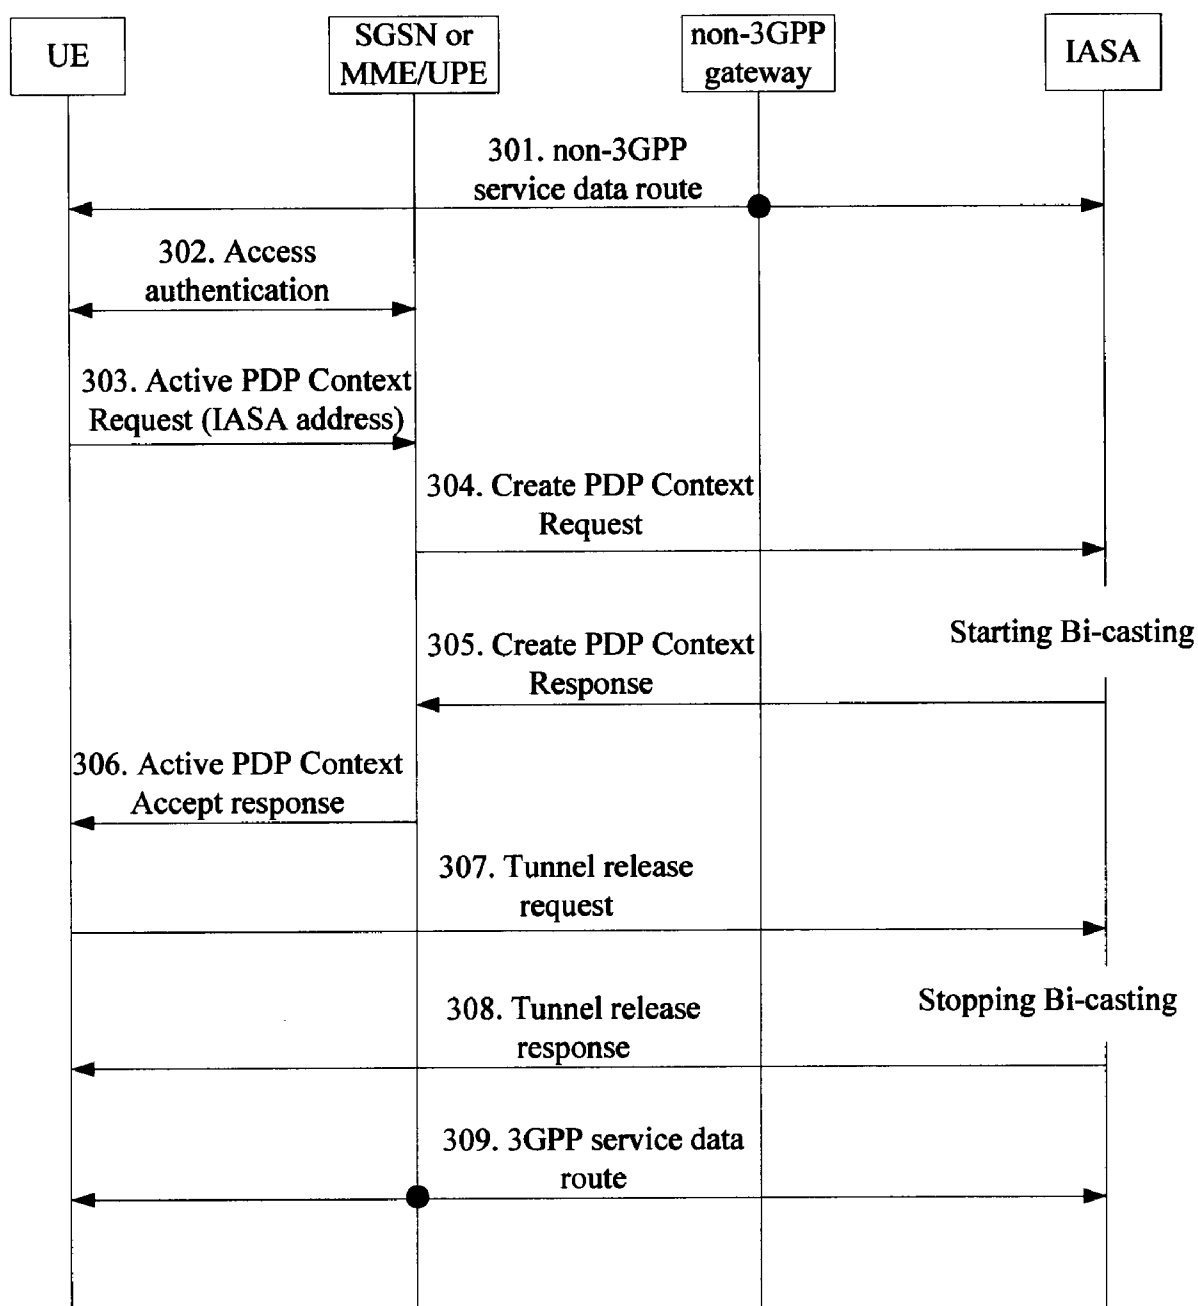 UE
SGSN or
MME/UPE
non-3GPP
gateway
IASA
301. non-3GPP
service data route
302. Access
authentication
303. Active PDP Context
Request (IASA address)
304. Create PDP Context
Request
Starting Bi-casting
305. Create PDP Context
Response
306. Active PDP Context
Accept response
307. Tunnel release
request
Stopping Bi-casting
308. Tunnel release
response
309. 3GPP service data
route